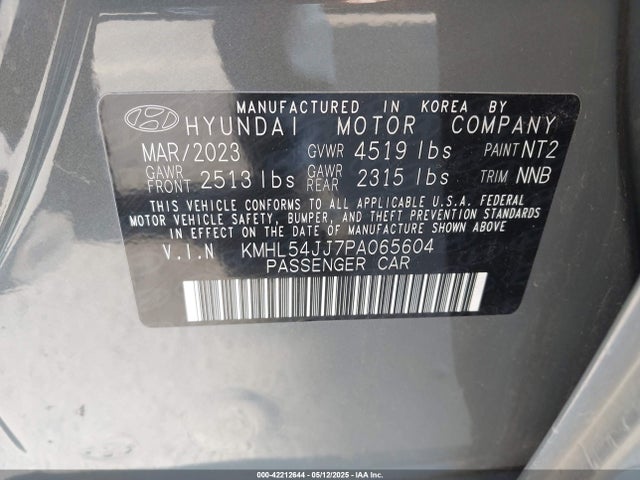 MANUFACTURED IN KOREA BY
HYUNDAI MOTOR COMPANY
MAR/2023 GVWR 4519 lbs PAINT NT2
GAWR FRONT 2513 lbs GAWR REAR 2315 lbs TRIM NNB
THIS VEHICLE CONFORMS TO ALL APPLICABLE U.S.A. FEDERAL
MOTOR VEHICLE SAFETY, BUMPER, AND THEFT PREVENTION
STANDARDS IN EFFECT ON THE DATE OF MANUFACTURE SHOWN ABOVE
V.I.N KMHL54JJ7PA065604
PASSENGER CAR
000-42212644 - 05/12/2025 - IAA Inc.